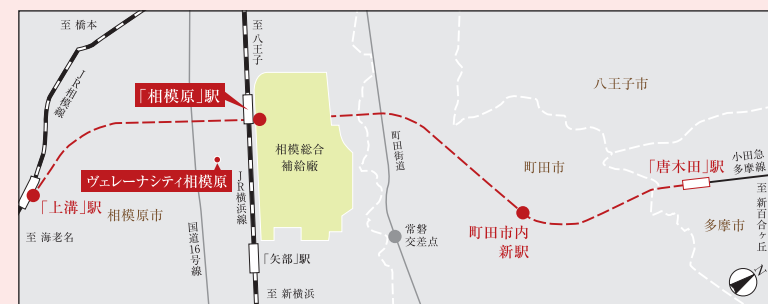 至 橋本
至 八王子
JR相模線
「相模原」駅
八王子市
相模総合
補給廠
町田街道
町田市
「唐木田」駅
小田急
多摩線
ヴェレーナシティ相模原
JR横浜線
「上溝」駅
相模原市
至 海老名
国道16号線
常盤
交差点
町田市内
新駅
多摩市
至 新百合ヶ丘
「矢部」駅
至 新横浜
N